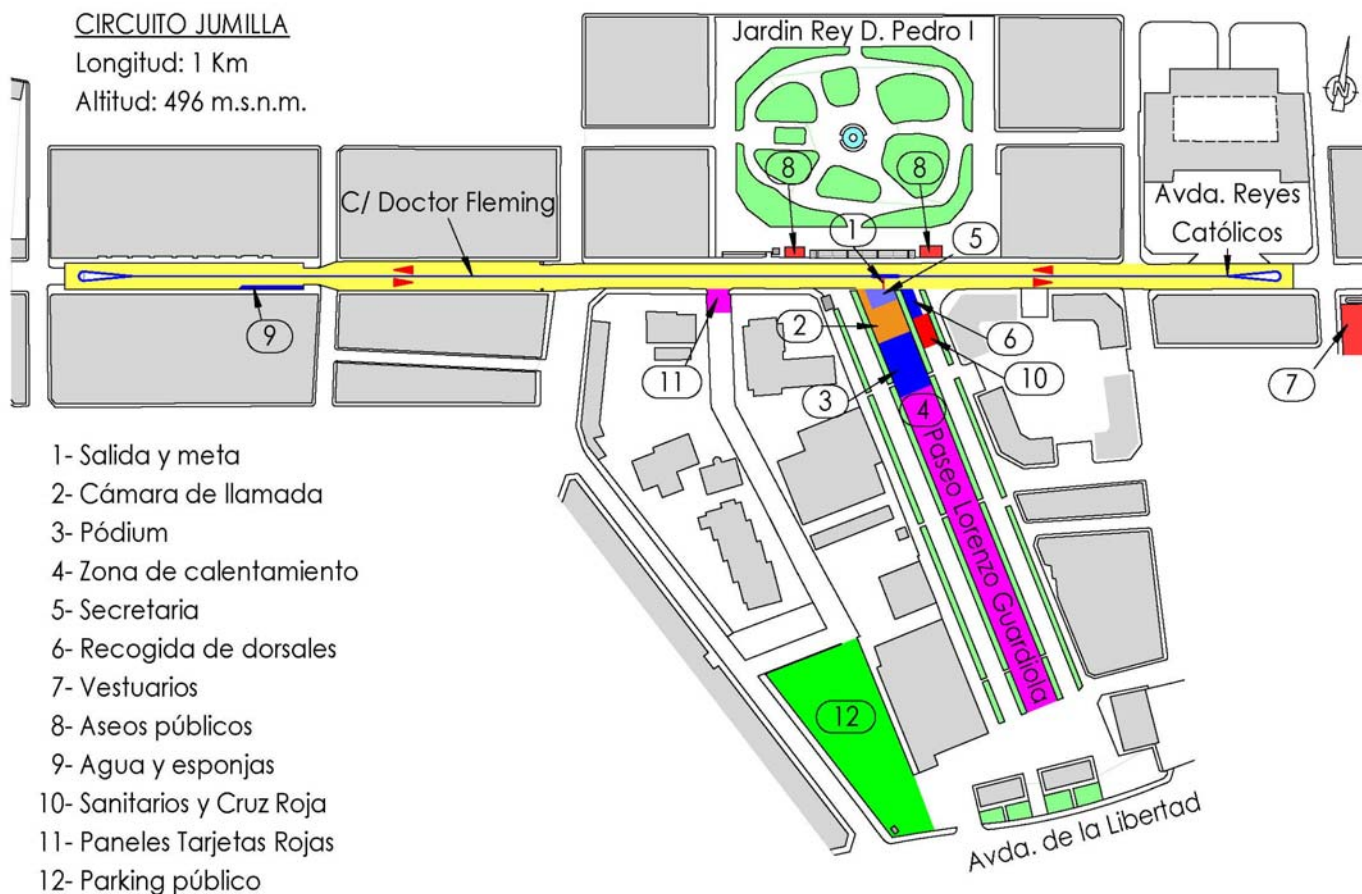 CIRCUITO JUMILLA
Longitud: 1 Km
Altitud: 496 m.s.n.m.
Jardin Rey D. Pedro I
N
8
8
C/ Doctor Fleming
Avda. Reyes
Católicos
1
5
9
2
6
11
10
3
7
4
Paseo Lorenzo Guardiola
12
Avda. de la Libertad
1- Salida y meta
2- Cámara de llamada
3- Pódium
4- Zona de calentamiento
5- Secretaria
6- Recogida de dorsales
7- Vestuarios
8- Aseos públicos
9- Agua y esponjas
10- Sanitarios y Cruz Roja
11- Paneles Tarjetas Rojas
12- Parking público